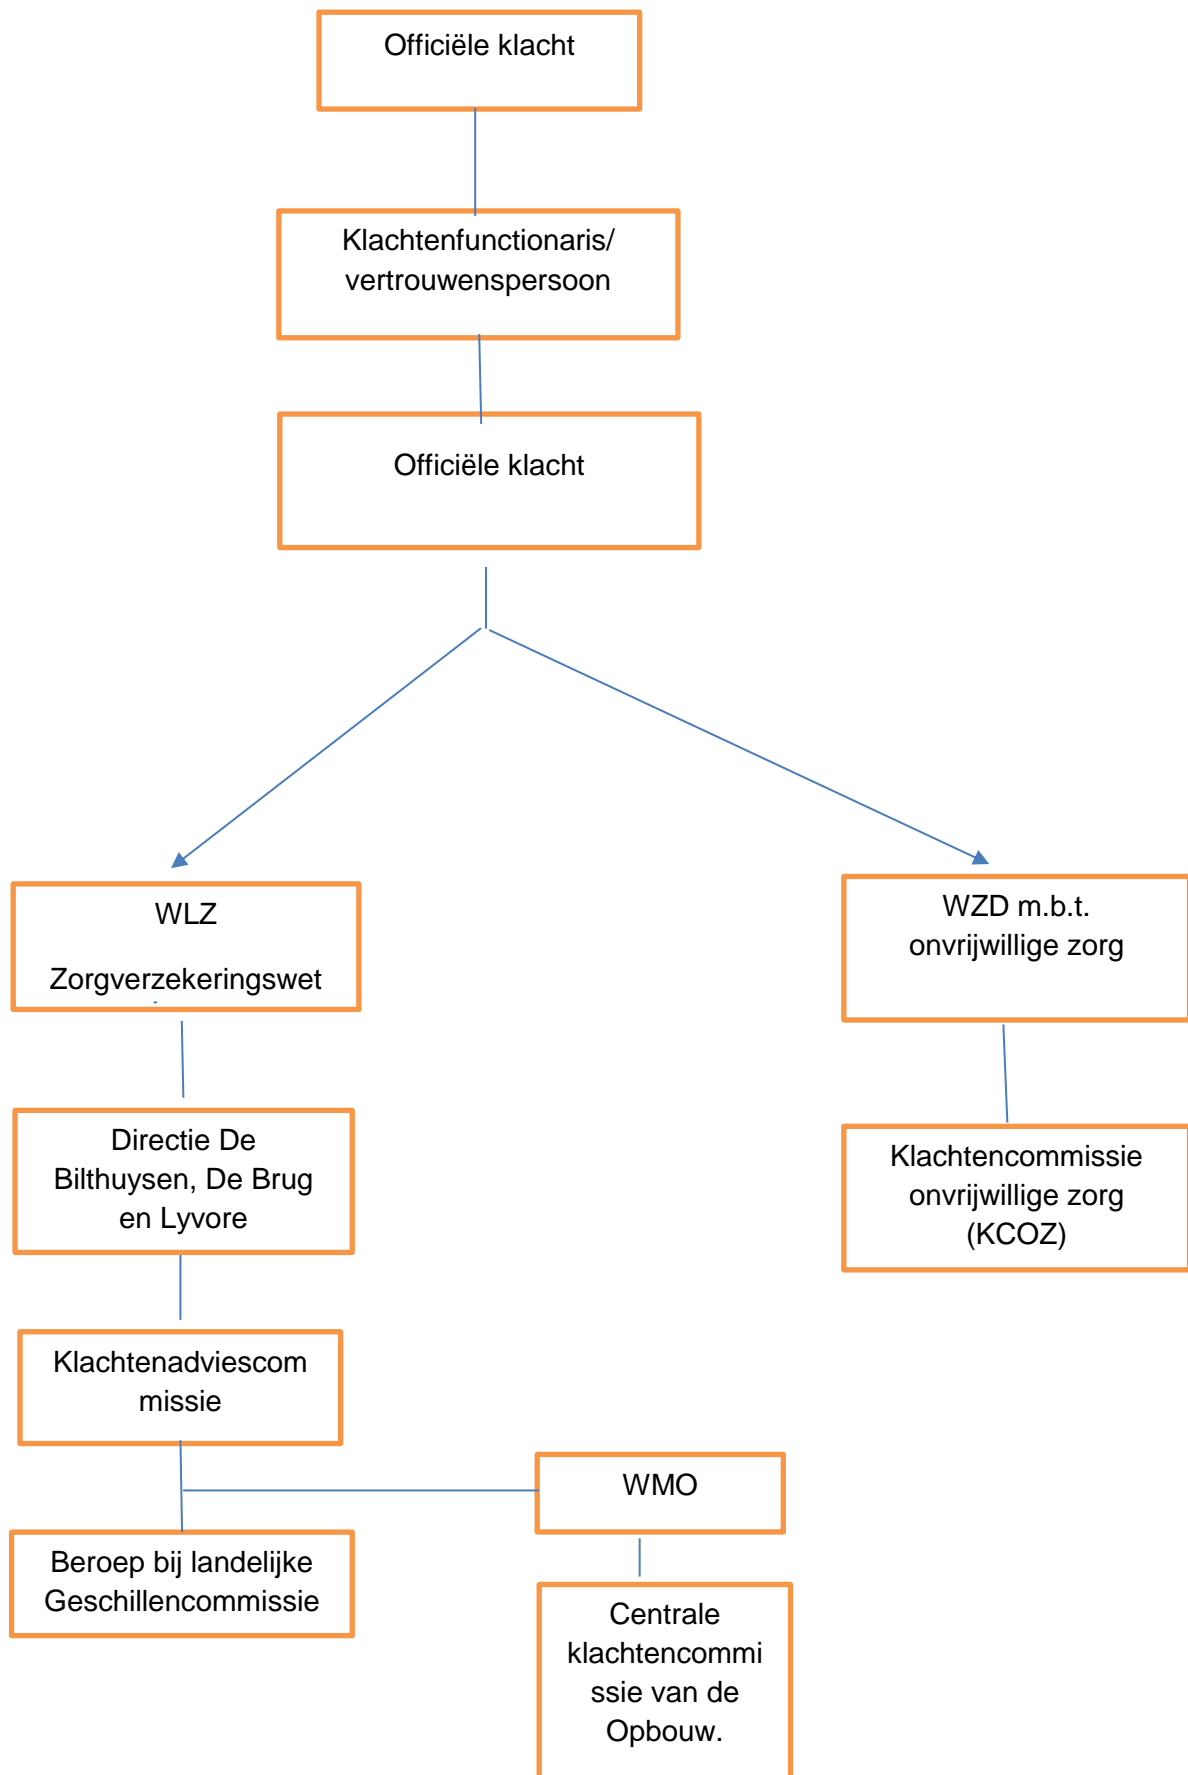 Officiële klacht
Klachtenfunctionaris/
vertrouwenspersoon
Officiële klacht
WLZ
Zorgverzekeringswet
WZD m.b.t.
onvrijwillige zorg
Directie De
Bilthuysen, De Brug
en Lyvore
Klachtencommissie
onvrijwillige zorg
(KCOZ)
Klachtenadviescom
missie
WMO
Beroep bij landelijke
Geschillencommissie
Centrale
klachtencommi
ssie van de
Opbouw.